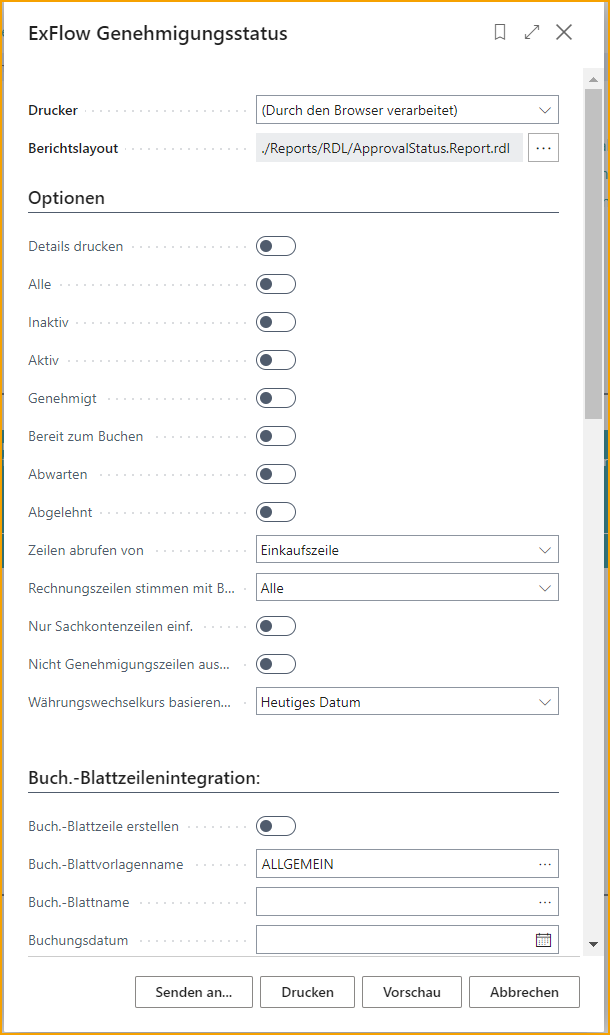 ExFlow Genehmigungsstatus
Drucker (Durch den Browser verarbeitet)
Berichtslayout ./Reports/RDL/ApprovalStatus.Report.rdl ...
Optionen
Details drucken
Alle
Inaktiv
Aktiv
Genehmigt
Bereit zum Buchen
Abwarten
Abgelehnt
Zeilen abrufen von Einkaufszeile
Rechnungszeilen stimmen mit B... Alle
Nur Sachkontenzeilen einf.
Nicht Genehmigungszeilen aus...
Währungswechselkurs basieren... Heutiges Datum
Buch.-Blattzeilenintegration:
Buch.-Blattzeile erstellen
Buch.-Blattvorlagenname ALLGEMEIN ...
Buch.-Blattname ...
Buchungsdatum
Senden an... Drucken Vorschau Abbrechen